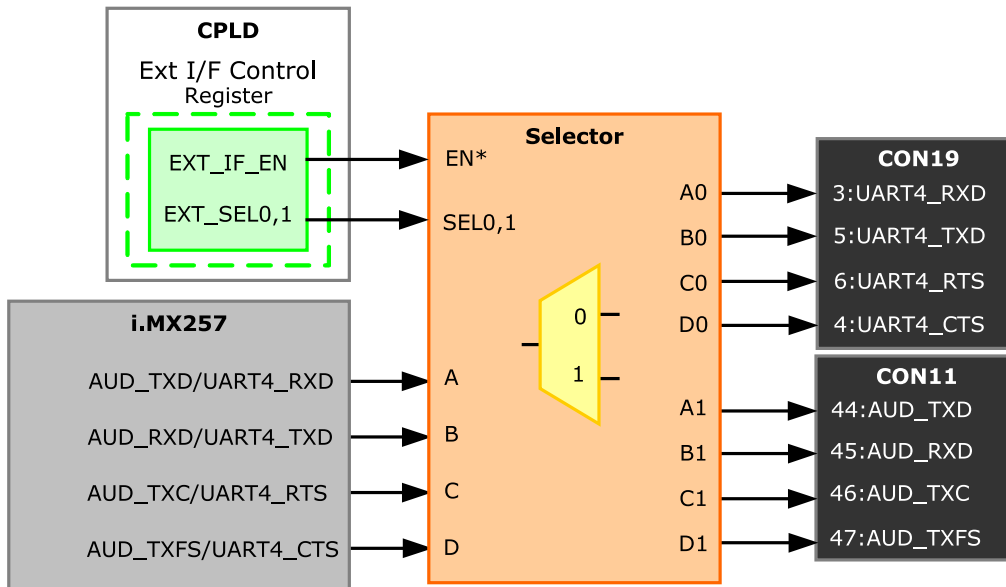 CPLD
Ext I/F Control
Register
EXT_IF_EN
EXT_SEL0,1
i.MX257
AUD_TXD/UART4_RXD
AUD_RXD/UART4_TXD
AUD_TXC/UART4_RTS
AUD_TXFS/UART4_CTS
Selector
EN*
SEL0,1
A
B
C
D
0
1
A0
B0
C0
D0
A1
B1
C1
D1
CON19
3:UART4_RXD
5:UART4_TXD
6:UART4_RTS
4:UART4_CTS
CON11
44:AUD_TXD
45:AUD_RXD
46:AUD_TXC
47:AUD_TXFS